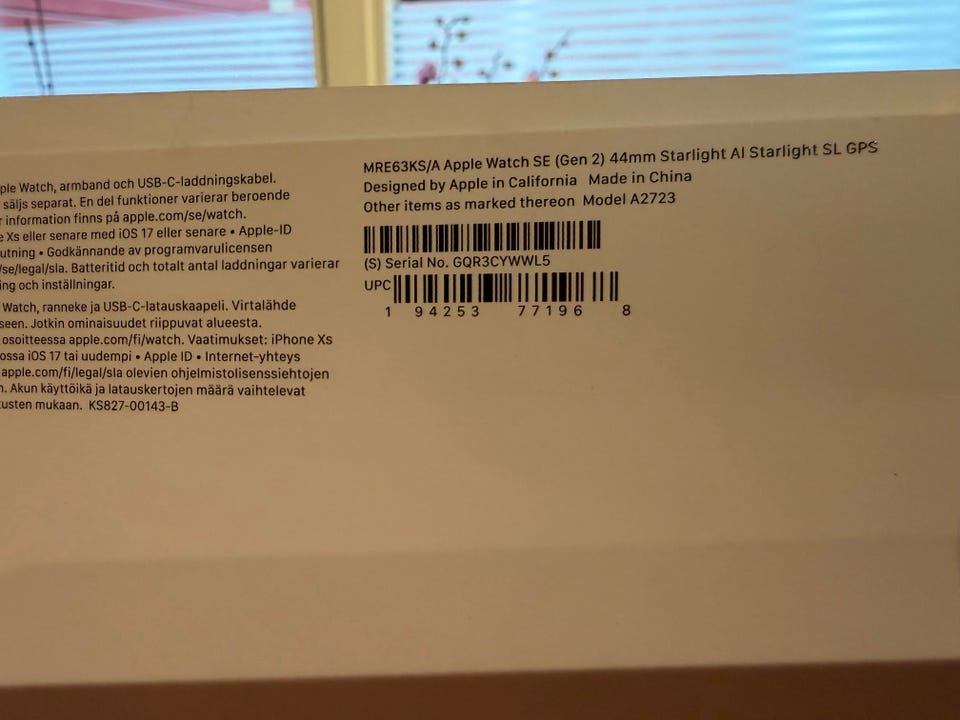 ple Watch, armband och USB-C-laddningskabel.
säljs separat. En del funktioner varierar beroende
r information finns på apple.com/se/watch.
e Xs eller senare med iOS 17 eller senare • Apple-ID
utning • Godkännande av programvarulicensen
/se/legal/sla. Batteritid och totalt antal laddningar varierar
ing och inställningar.
Watch, ranneke ja USB-C-latauskaapeli. Virtalähde
seen. Jotkin ominaisuudet riippuvat alueesta.
osoitteessa apple.com/fi/watch. Vaatimukset: iPhone Xs
ossa iOS 17 tai uudempi • Apple ID • Internet-yhteys
apple.com/fi/legal/sla olevien ohjelmistolisenssiehtojen
n. Akun käyttöikä ja latauskertojen määrä vaihtelevat
tusten mukaan. KS827-00143-B
MRE63KS/A Apple Watch SE (Gen 2) 44mm Starlight Al Starlight SL GPS
Designed by Apple in California Made in China
Other items as marked thereon Model A2723
(S) Serial No. GQR3CYWWL5
UPC
1 94253 77196 8